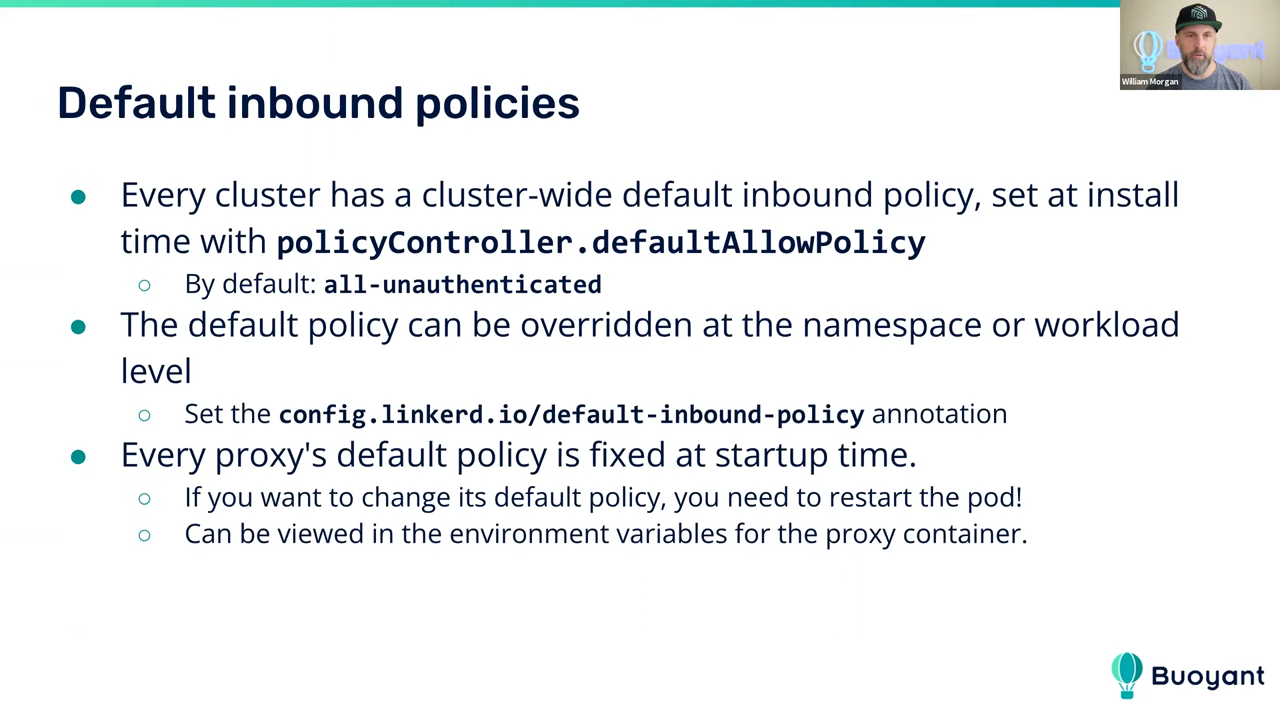 William Morgan
Default inbound policies
● Every cluster has a cluster-wide default inbound policy, set at install
time with policyController.defaultAllowPolicy
○ By default: all-unauthenticated
● The default policy can be overridden at the namespace or workload
level
○ Set the config.linkerd.io/default-inbound-policy annotation
● Every proxy's default policy is fixed at startup time.
○ If you want to change its default policy, you need to restart the pod!
○ Can be viewed in the environment variables for the proxy container.
Buoyant